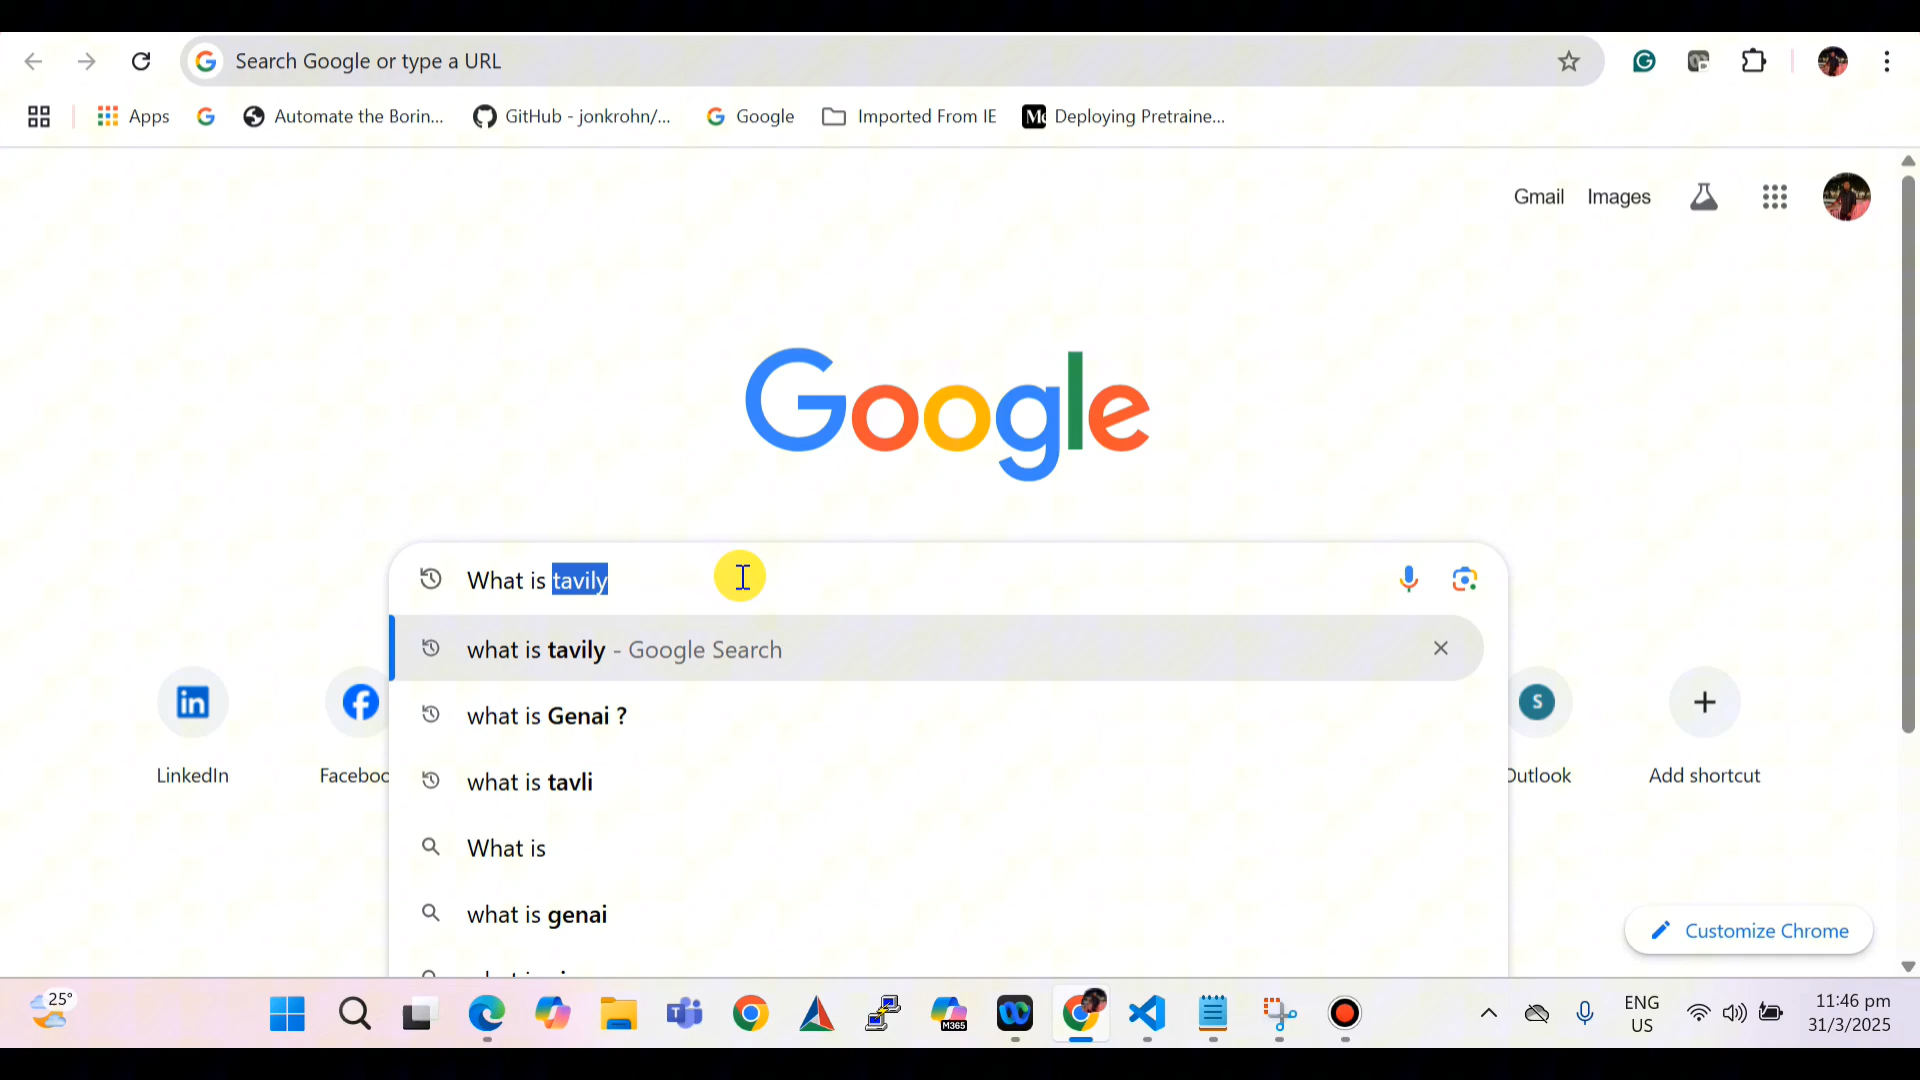 Search Google or type a URL
Apps
Automate the Borin...
GitHub - jonkrohn/...
Google
Imported From IE
Deploying Pretraine...
Gmail
Images
Google
What is tavily
what is tavily - Google Search
what is Genai ?
what is tavli
What is
what is genai
LinkedIn
Faceboo
Outlook
Add shortcut
Customize Chrome
25°
M365
ENG
US
11:46 pm
31/3/2025